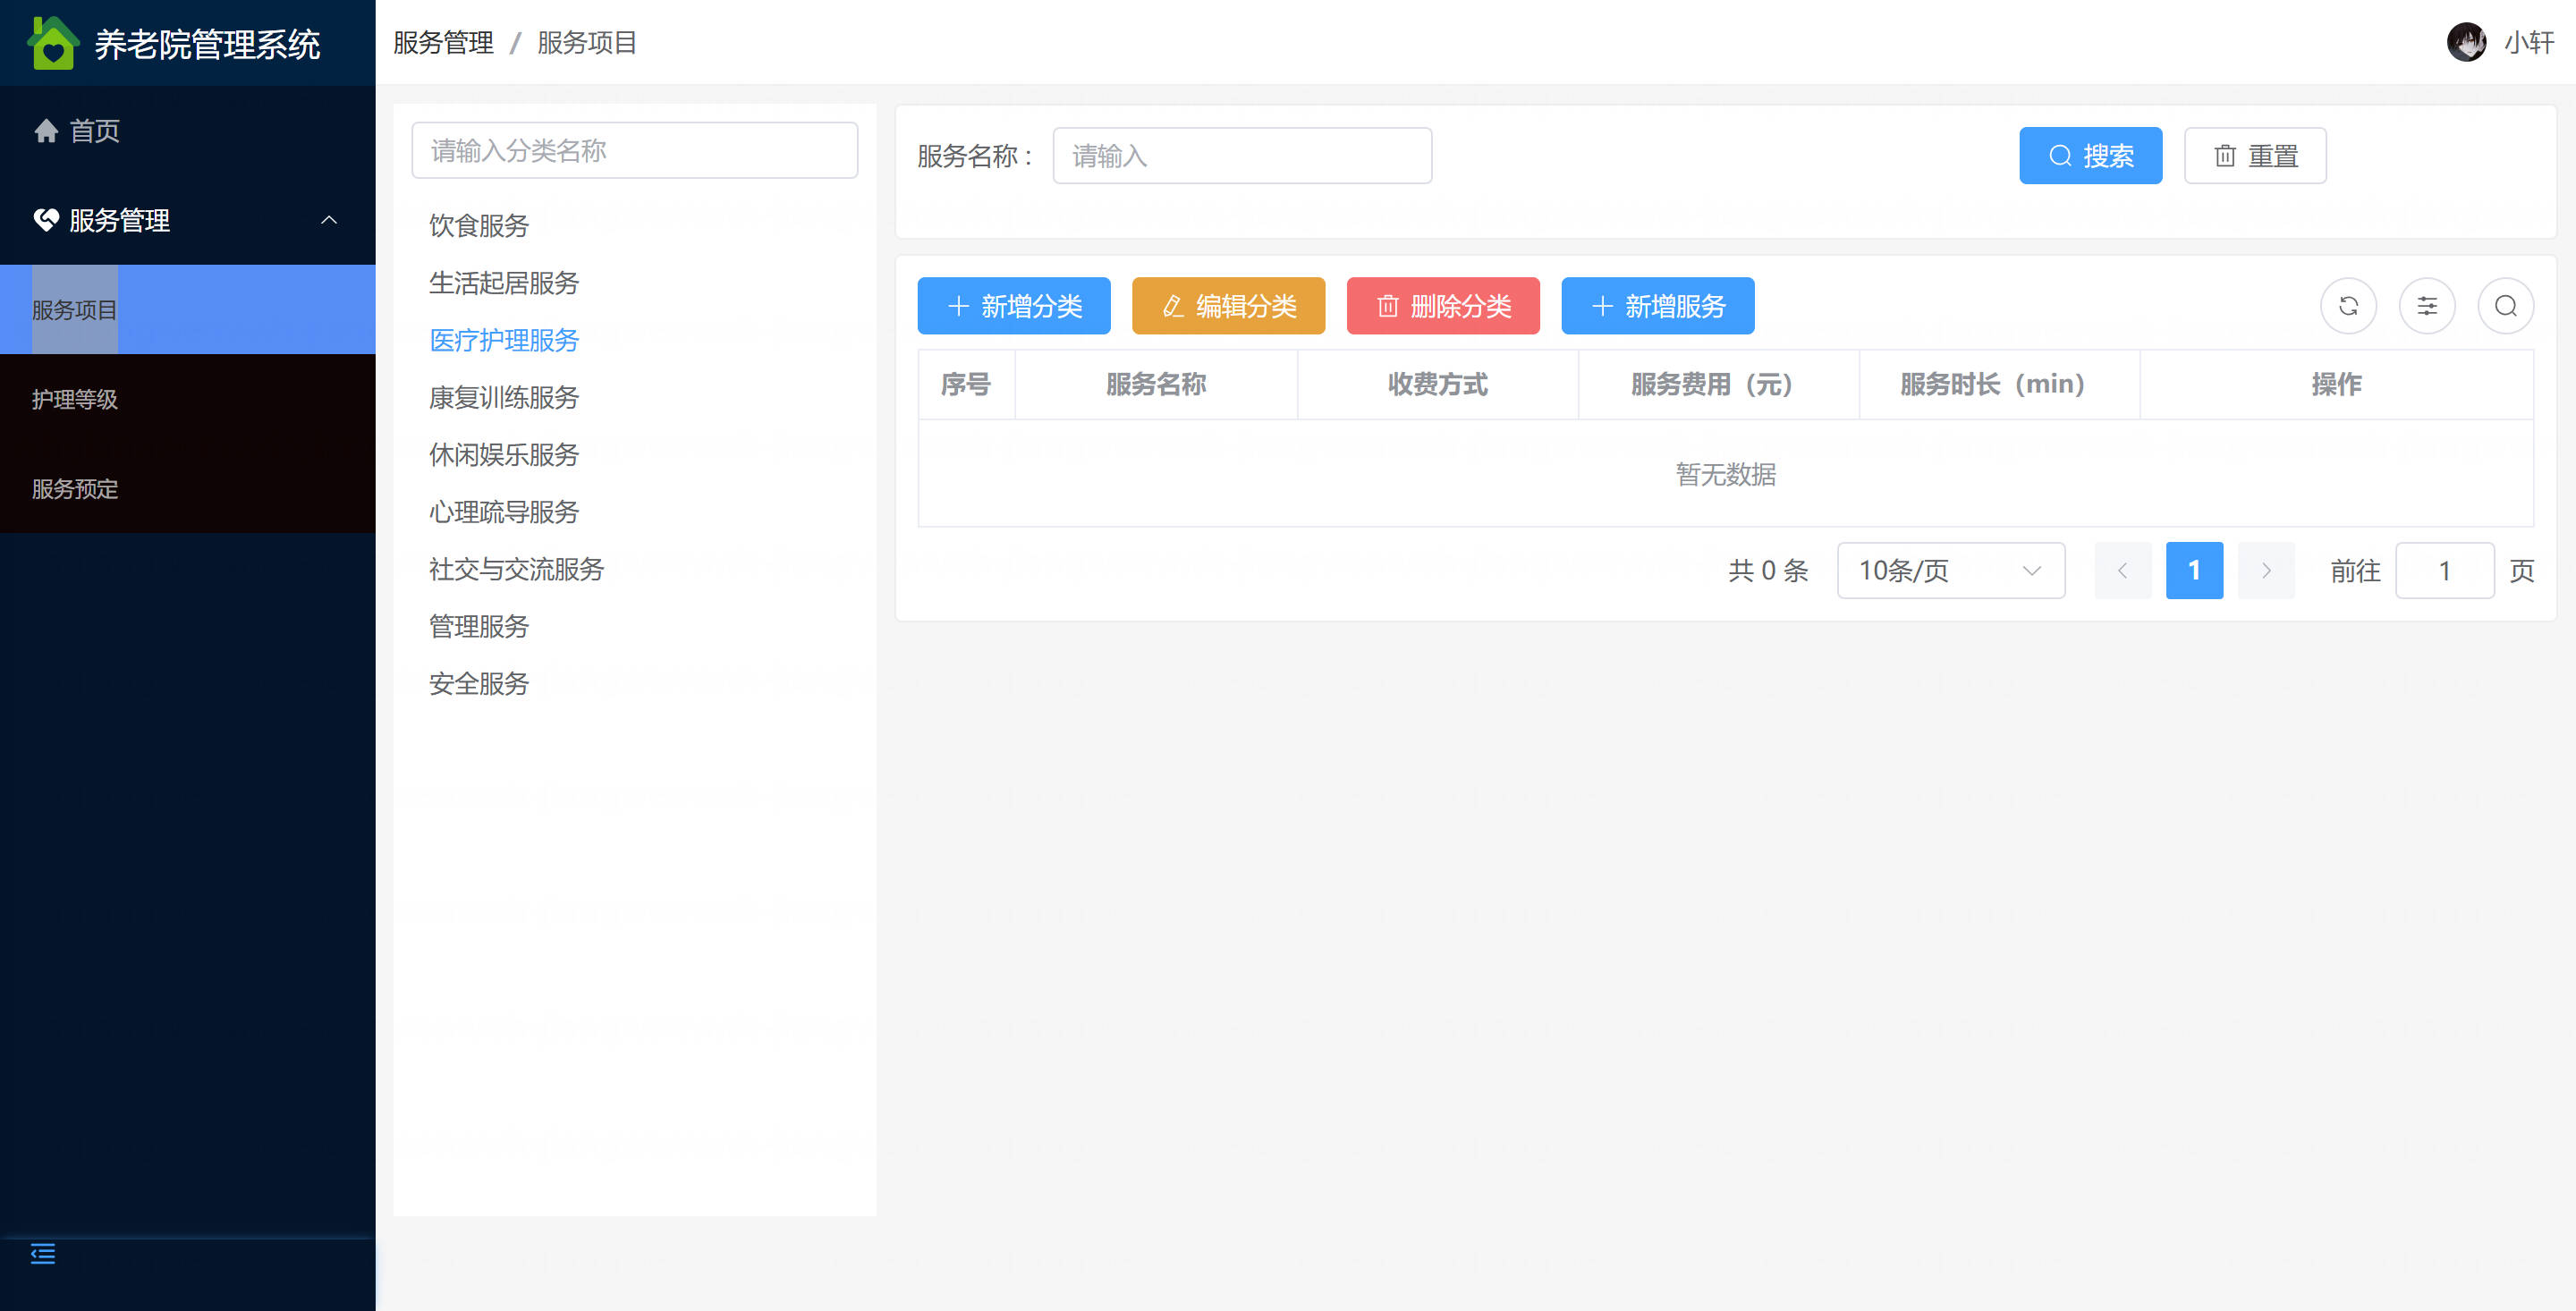 养老院管理系统
首页
服务管理
服务项目
护理等级
服务预定
服务管理 / 服务项目
小轩
请输入分类名称
饮食服务
生活起居服务
医疗护理服务
康复训练服务
休闲娱乐服务
心理疏导服务
社交与交流服务
管理服务
安全服务
服务名称： 请输入 搜索 重置
新增分类 编辑分类 删除分类 新增服务
序号 服务名称 收费方式 服务费用（元） 服务时长（min） 操作
暂无数据
共 0 条 10条/页 1 前往 1 页